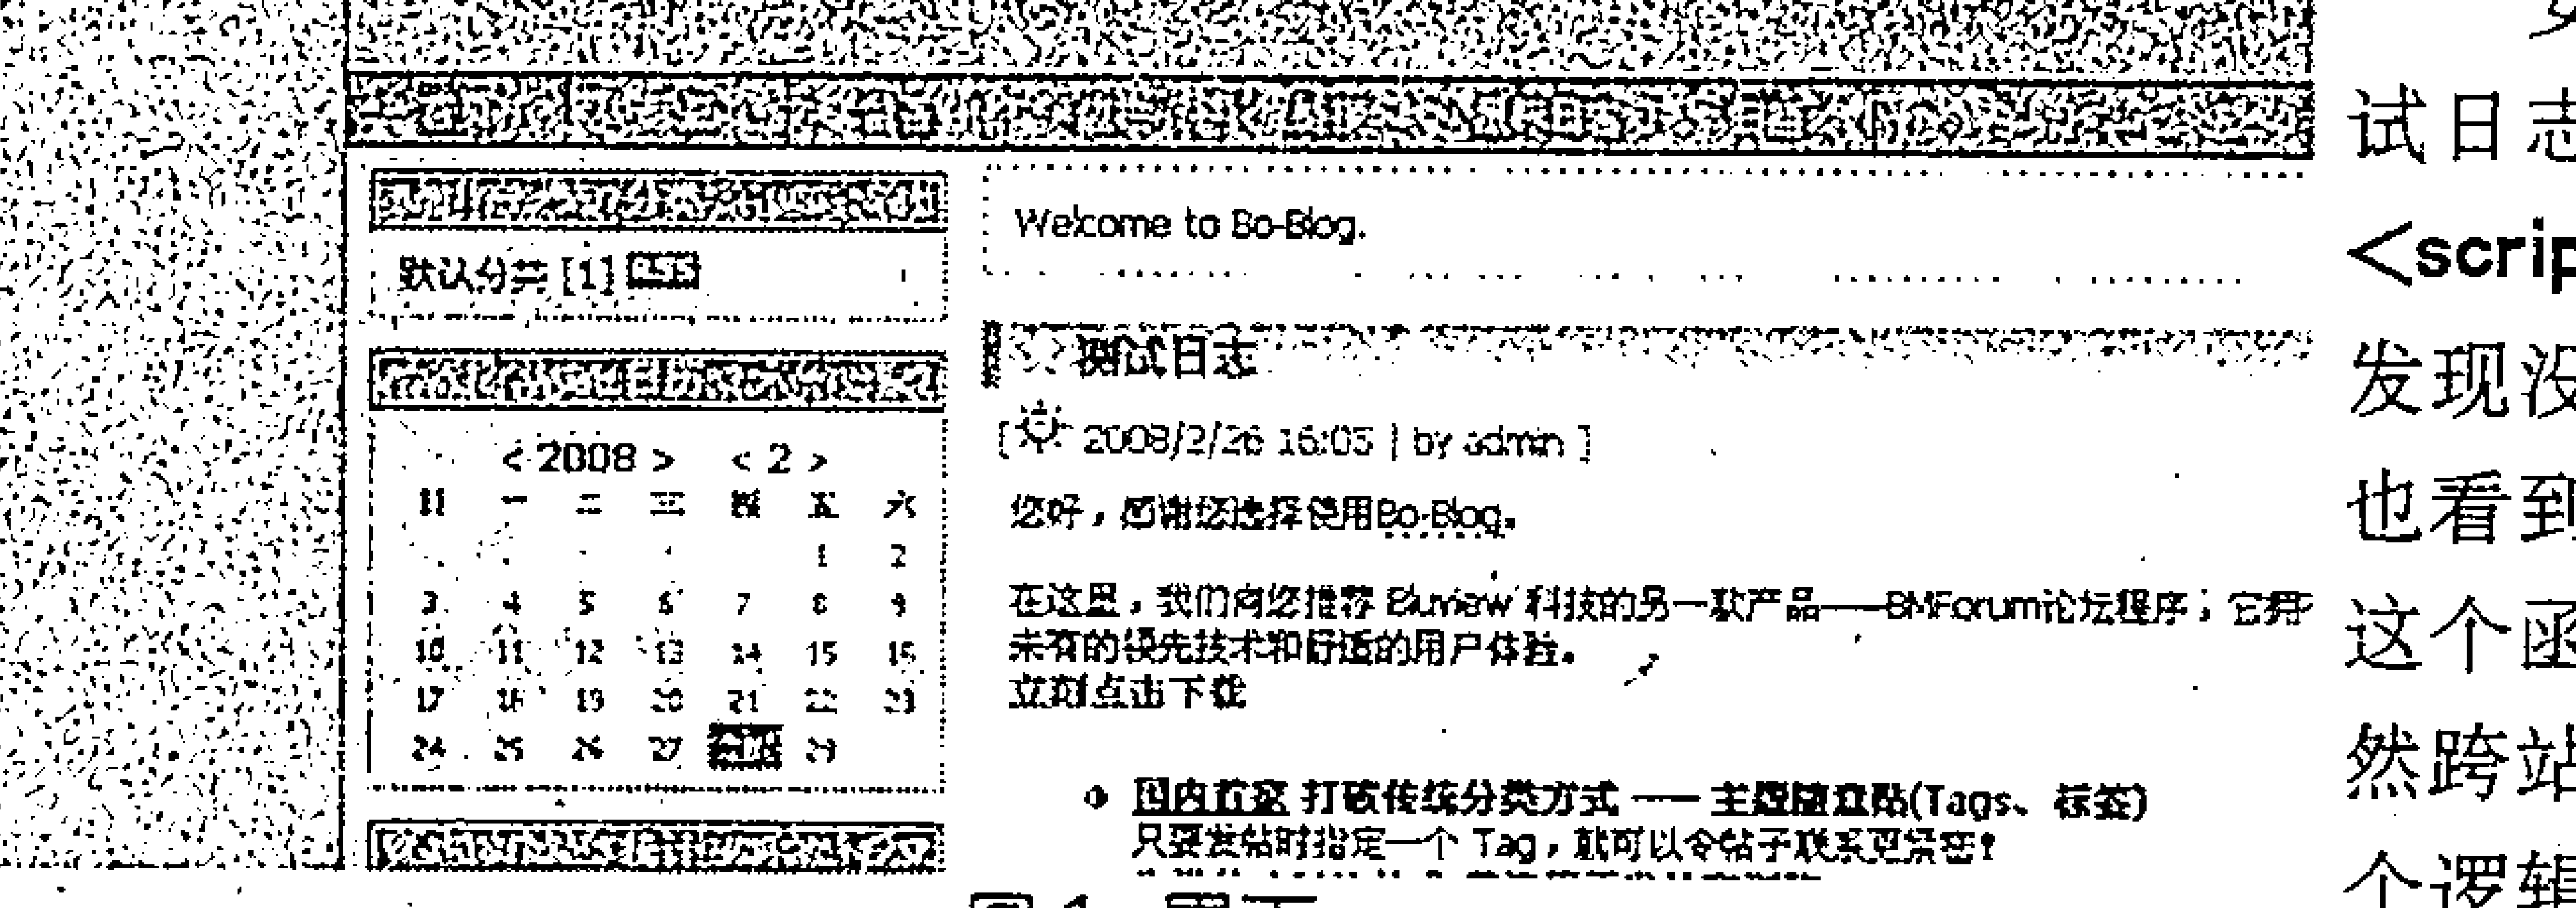 默认分类 [1]
< 2008 > < 2 >
日 一 二 三 四 五 六
1 2
3 4 5 6 7 8 9
10 11 12 13 14 15 16
17 18 19 20 21 22 23
24 25 26 27 29
Welcome to Bo-Blog.
测试日志
[ 2008/2/26 16:05 | by admin ]
您好，感谢您选择使用Bo-Blog。
在这里，我们向您推荐 Bluview 科技的另一款产品——BMForum论坛程序；它拥
未有的领先技术和舒适的用户体验。
立刻点击下载
国内首家 打破传统分类方式 —— 主题随意贴(Tags、标签)
只要发帖时指定一个 Tag，就可以令帖子联系更紧密！
试日志
<scrip
发现没
也看到
这个函
然跨站
个逻辑